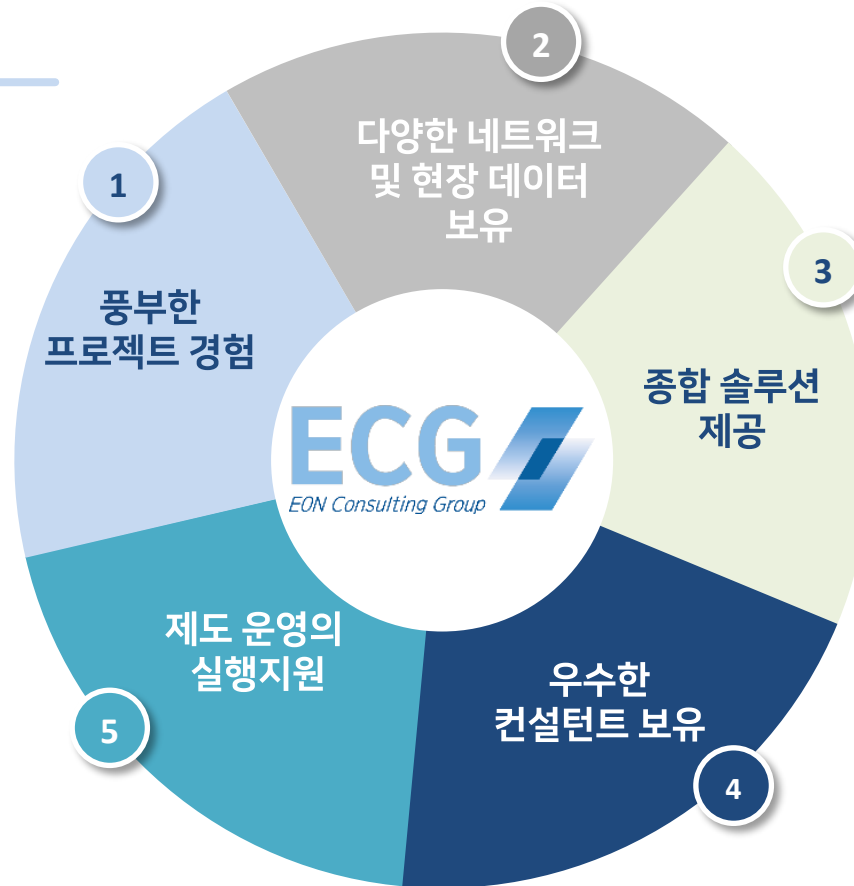 1
풍부한
프로젝트 경험
2
다양한 네트워크
및 현장 데이터
보유
3
종합 솔루션
제공
4
우수한
컨설턴트 보유
5
제도 운영의
실행지원
ECG
EON Consulting Group